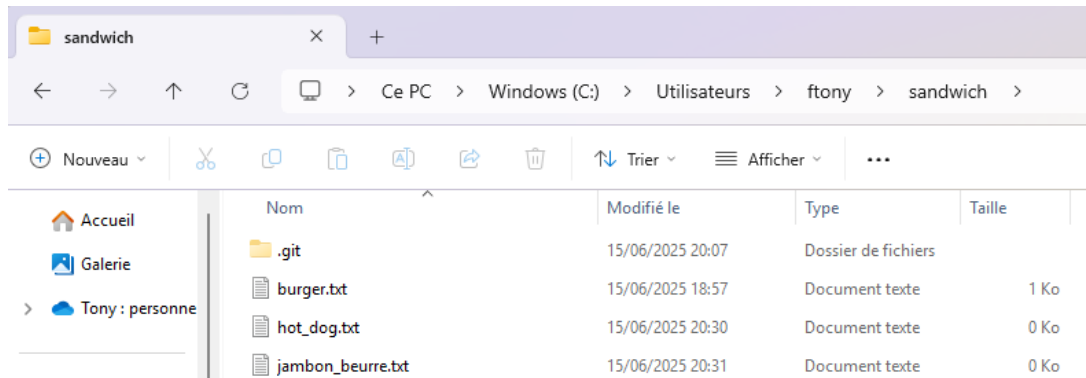 sandwich
Ce PC > Windows (C:) > Utilisateurs > ftony > sandwich >
Nouveau Trier Afficher
Nom Modifié le Type Taille
Accueil
Galerie
Tony : personne
.git 15/06/2025 20:07 Dossier de fichiers
burger.txt 15/06/2025 18:57 Document texte 1 Ko
hot_dog.txt 15/06/2025 20:30 Document texte 0 Ko
jambon_beurre.txt 15/06/2025 20:31 Document texte 0 Ko